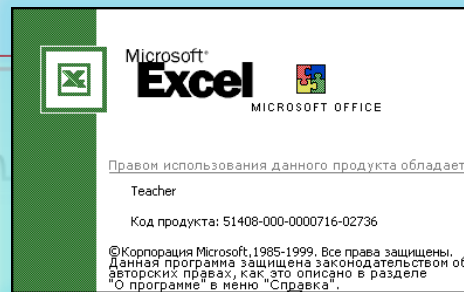 Microsoft®
Excel
MICROSOFT OFFICE
Правом использования данного продукта обладает
Teacher
Код продукта: 51408-000-0000716-02736
©Корпорация Microsoft,1985-1999. Все права защищены.
Данная программа защищена законодательством об
авторских правах, как это описано в разделе
"О программе" в меню "Справка".